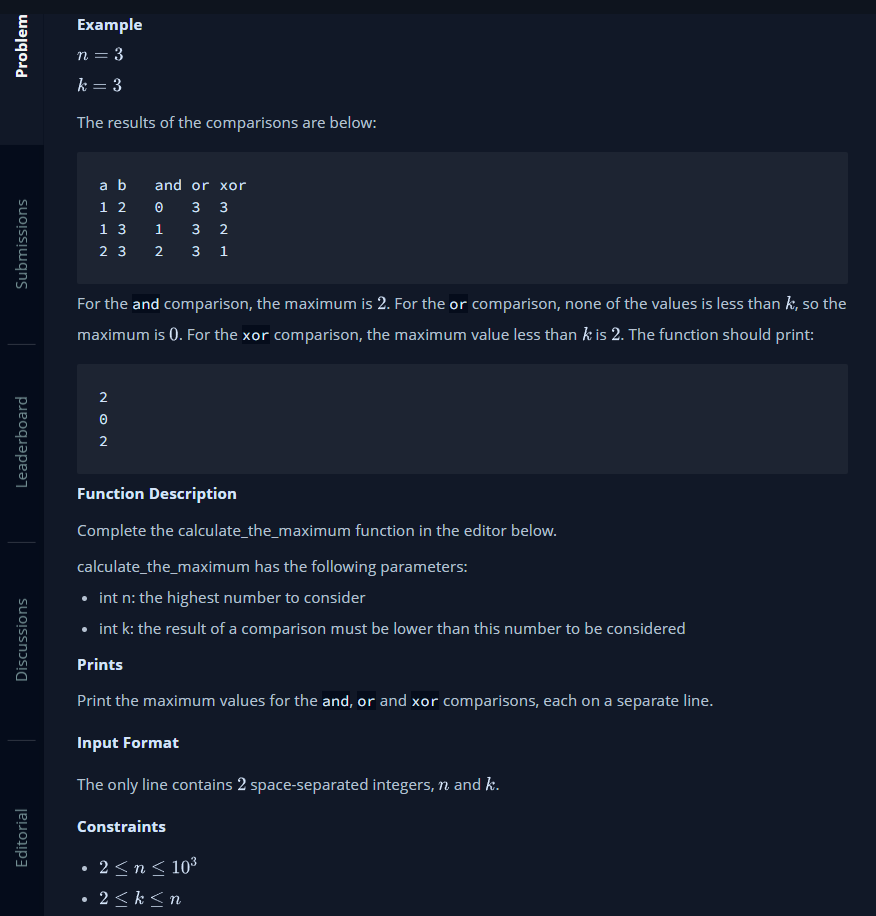 Problem
Submissions
Leaderboard
Discussions
Editorial
Example
n = 3
k = 3
The results of the comparisons are below:
a b   and or xor
1 2   0   3  3
1 3   1   3  2
2 3   2   3  1
For the and comparison, the maximum is 2. For the or comparison, none of the values is less than k, so the
maximum is 0. For the xor comparison, the maximum value less than k is 2. The function should print:
2
0
2
Function Description
Complete the calculate_the_maximum function in the editor below.
calculate_the_maximum has the following parameters:
• int n: the highest number to consider
• int k: the result of a comparison must be lower than this number to be considered
Prints
Print the maximum values for the and, or and xor comparisons, each on a separate line.
Input Format
The only line contains 2 space-separated integers, n and k.
Constraints
• 2 ≤ n ≤ 10³
• 2 ≤ k ≤ n